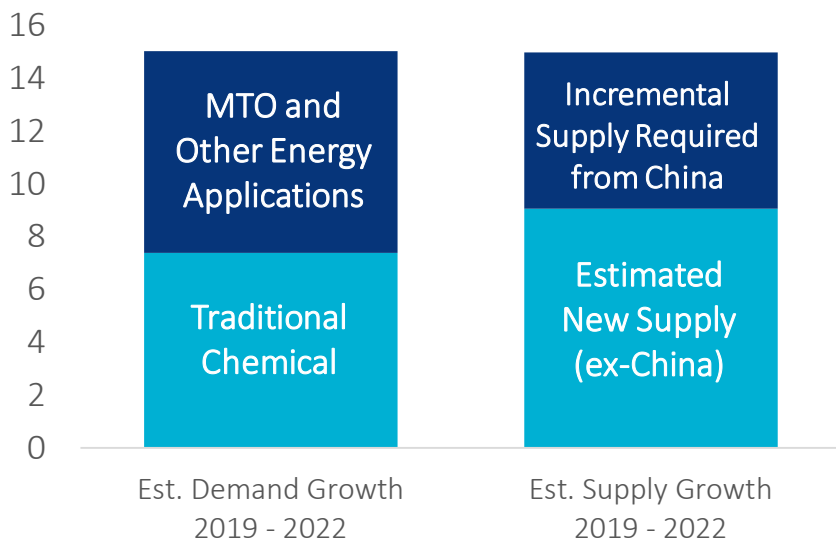 16
14
12
10
8
6
4
2
0
MTO and
Other Energy
Applications
Traditional
Chemical
Incremental
Supply Required
from China
Estimated
New Supply
(ex-China)
Est. Demand Growth
2019 - 2022
Est. Supply Growth
2019 - 2022